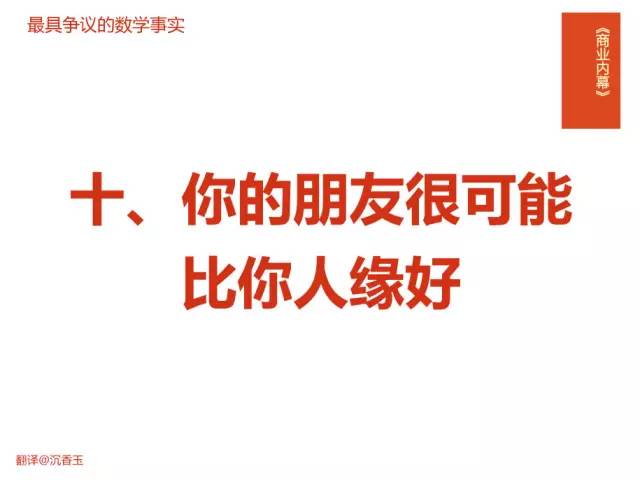 最具争议的数学事实
《商业内幕》
十、你的朋友很可能
比你人缘好
翻译@沉香玉